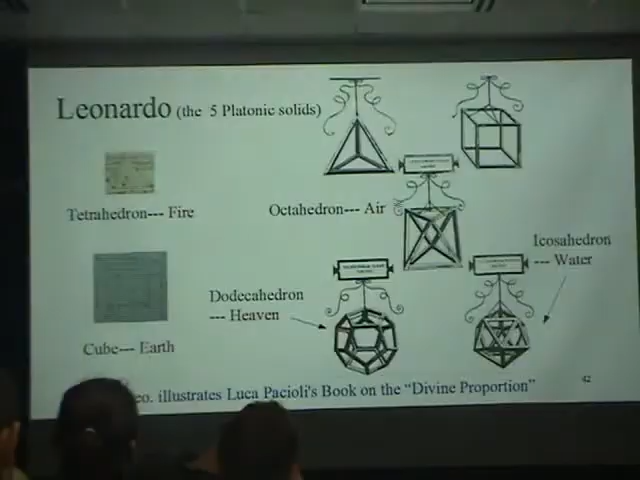 Leonardo (the 5 Platonic solids)
Tetrahedron--- Fire
Octahedron--- Air
Icosahedron
--- Water
Dodecahedron
--- Heaven
Cube--- Earth
eo. illustrates Luca Pacioli's Book on the “Divine Proportion”
42